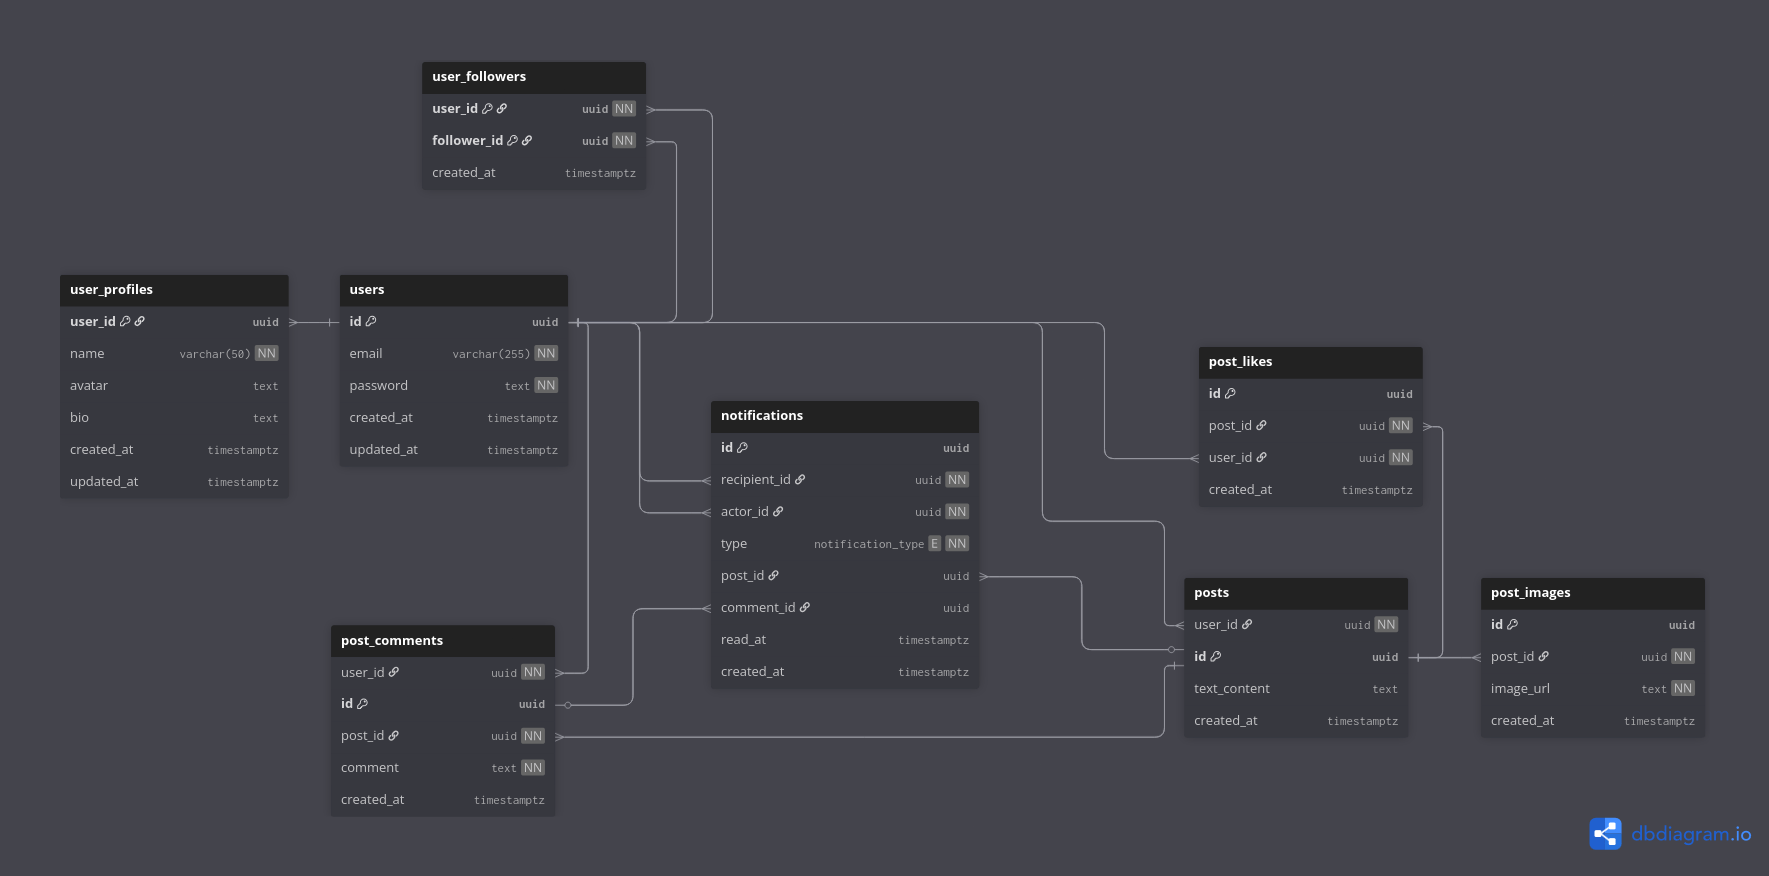 user_followers
user_id uuid NN
follower_id uuid NN
created_at timestamptz
user_profiles
user_id uuid
name varchar(50) NN
avatar text
bio text
created_at timestamptz
updated_at timestamptz
users
id uuid
email varchar(255) NN
password text NN
created_at timestamptz
updated_at timestamptz
notifications
id uuid
recipient_id uuid NN
actor_id uuid NN
type notification_type E NN
post_id uuid
comment_id uuid
read_at timestamptz
created_at timestamptz
post_likes
id uuid
post_id uuid NN
user_id uuid NN
created_at timestamptz
post_comments
user_id uuid NN
id uuid
post_id uuid NN
comment text NN
created_at timestamptz
posts
user_id uuid NN
id uuid
text_content text
created_at timestamptz
post_images
id uuid
post_id uuid NN
image_url text NN
created_at timestamptz
dbdiagram.io